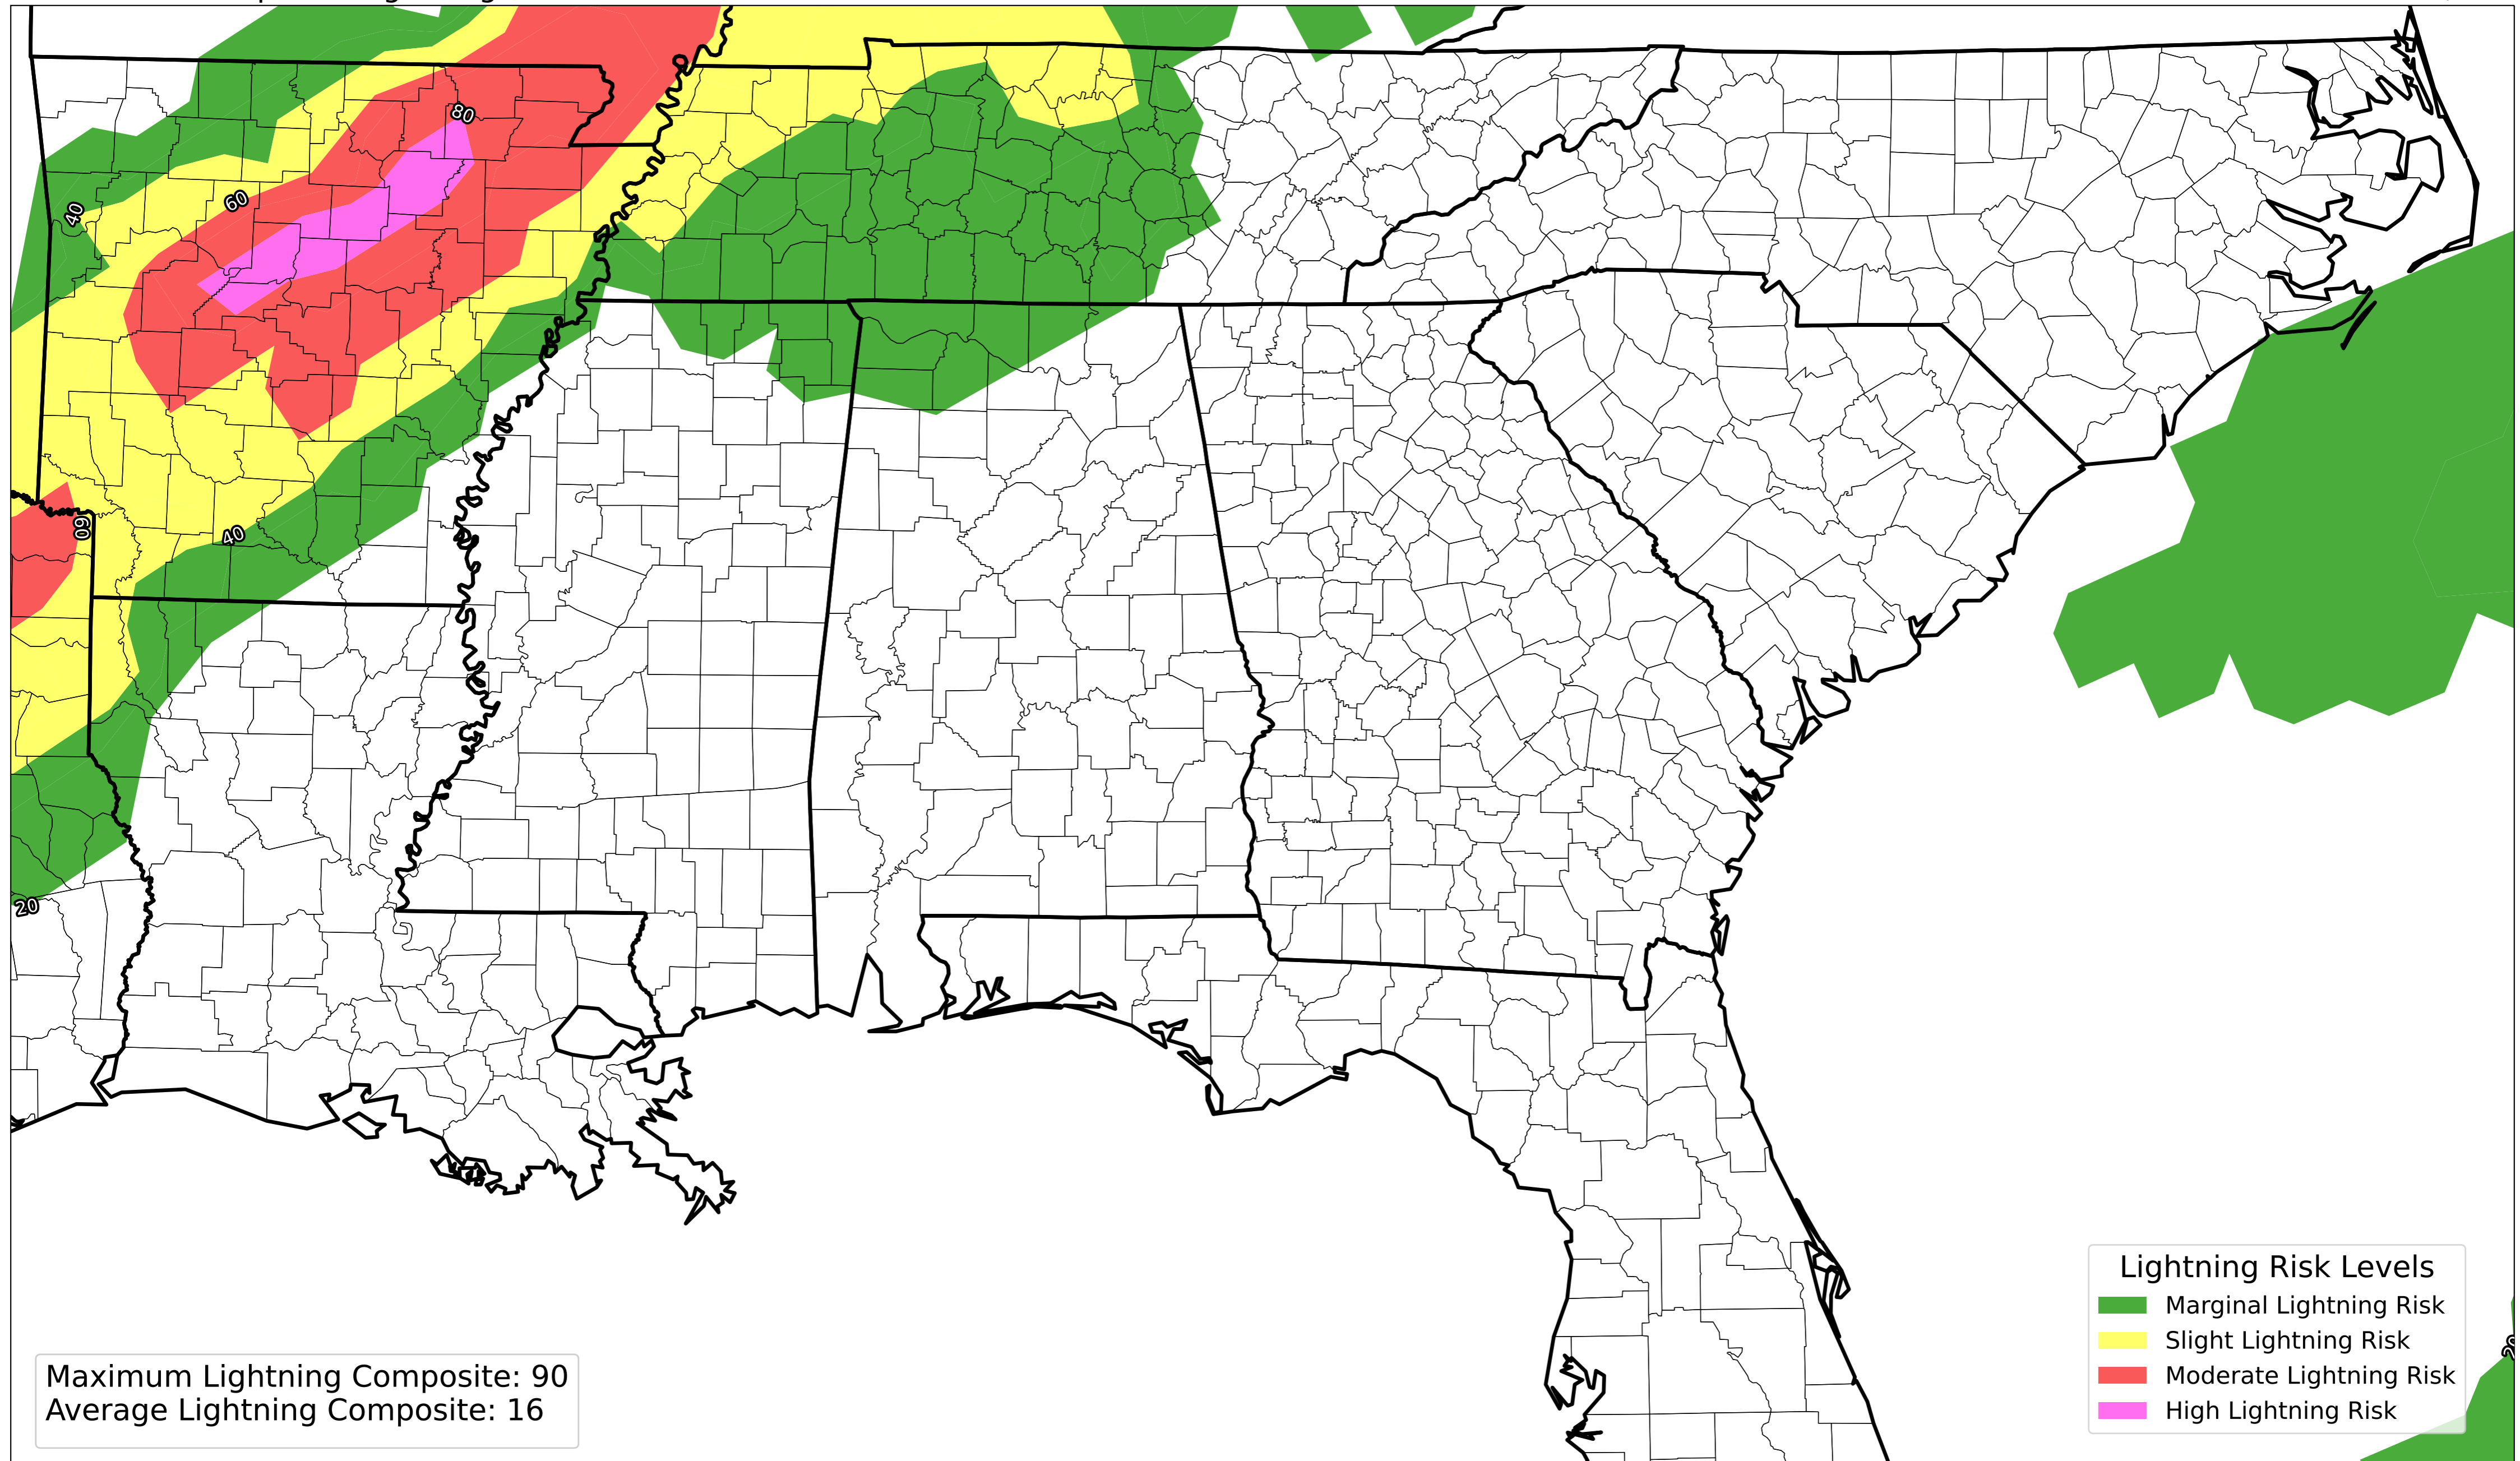 80
60
40
60
40
20
20
Lightning Risk Levels
Marginal Lightning Risk
Slight Lightning Risk
Moderate Lightning Risk
High Lightning Risk
Maximum Lightning Composite: 90
Average Lightning Composite: 16